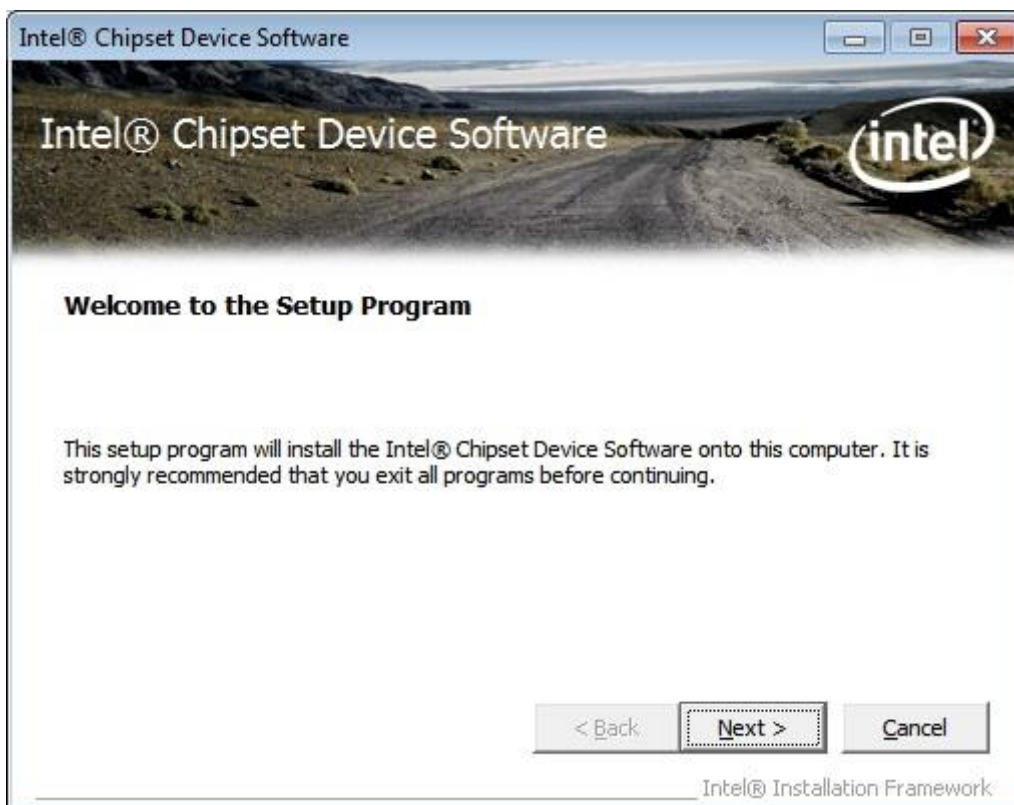 Intel® Chipset Device Software
Intel® Chipset Device Software
intel
Welcome to the Setup Program
This setup program will install the Intel® Chipset Device Software onto this computer. It is
strongly recommended that you exit all programs before continuing.
< Back
Next >
Cancel
Intel® Installation Framework